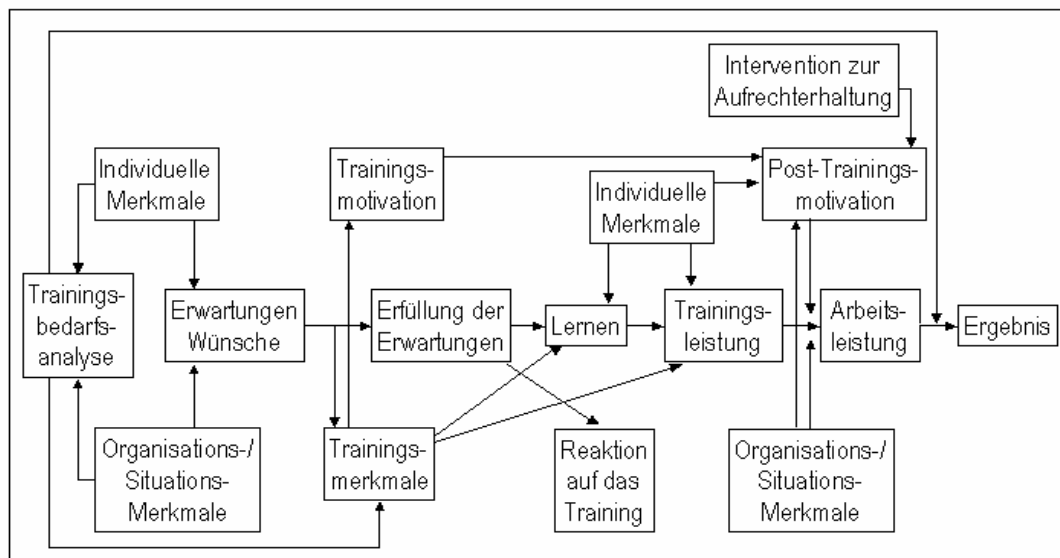 Intervention zur
Aufrechterhaltung
Individuelle
Merkmale
Trainings-
motivation
Individuelle
Merkmale
Post-Trainings-
motivation
Trainings-
bedarfs-
analyse
Erwartungen
Wünsche
Erfüllung der
Erwartungen
Lernen
Trainings-
leistung
Arbeits-
leistung
Ergebnis
Organisations-/
Situations-
Merkmale
Trainings-
merkmale
Reaktion
auf das
Training
Organisations-/
Situations-
Merkmale